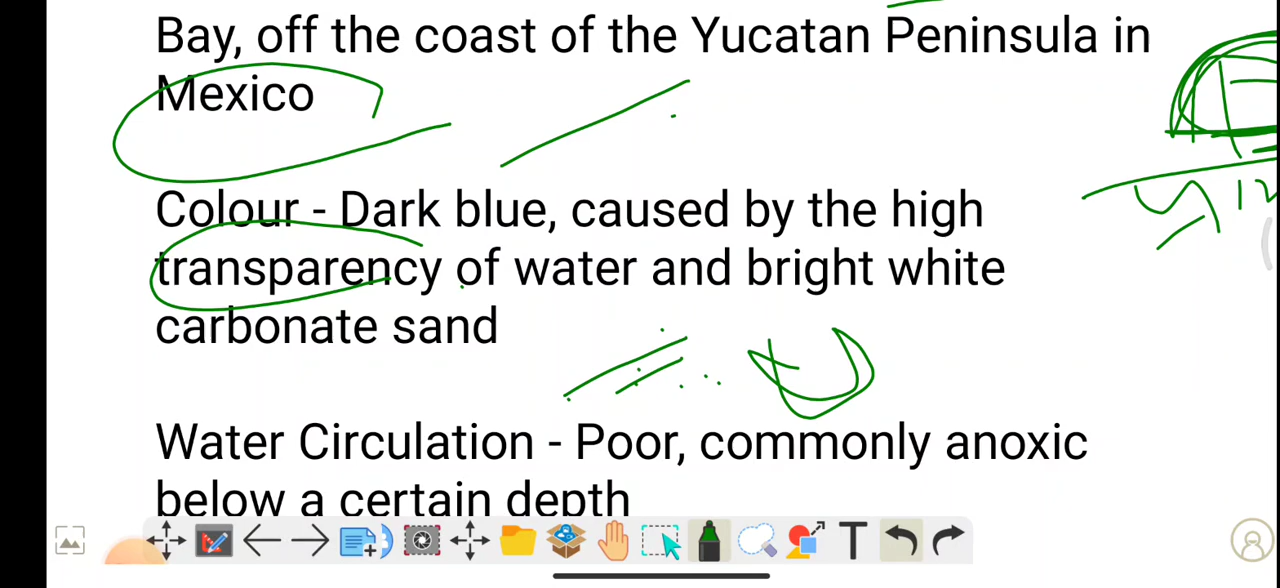 Bay, off the coast of the Yucatan Peninsula in
Mexico
Colour - Dark blue, caused by the high
transparency of water and bright white
carbonate sand
Water Circulation - Poor, commonly anoxic
below a certain depth